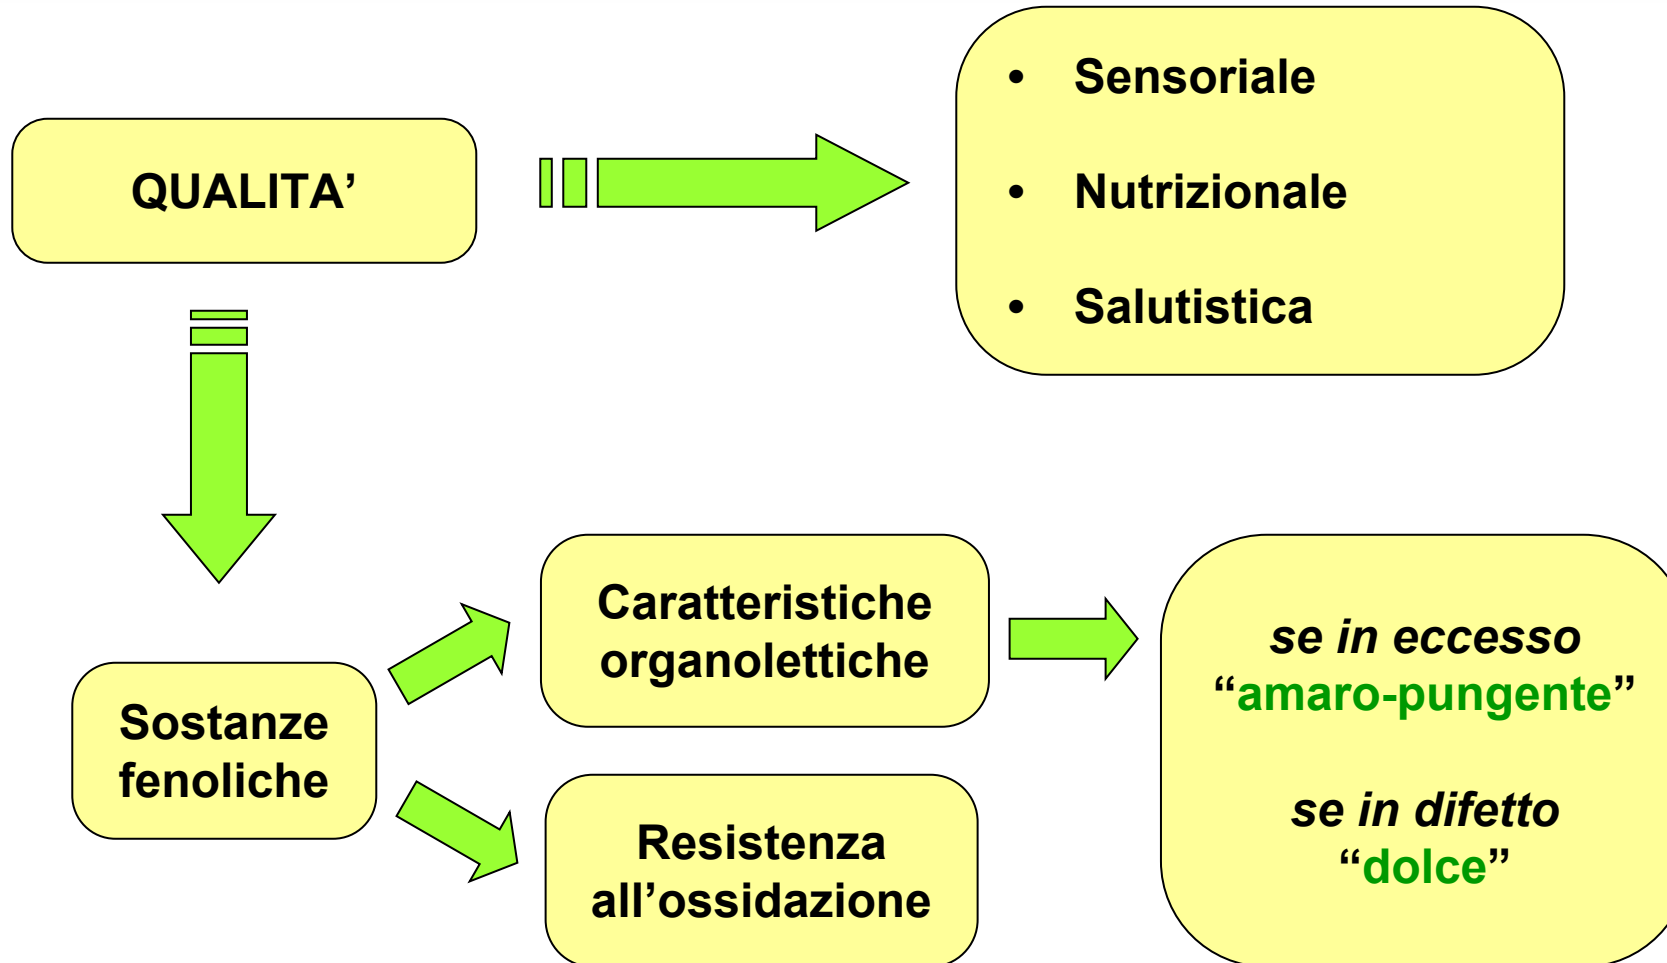 QUALITA’
• Sensoriale
• Nutrizionale
• Salutistica
Sostanze
fenoliche
Caratteristiche
organolettiche
Resistenza
all’ossidazione
se in eccesso
“amaro-pungente”
se in difetto
“dolce”